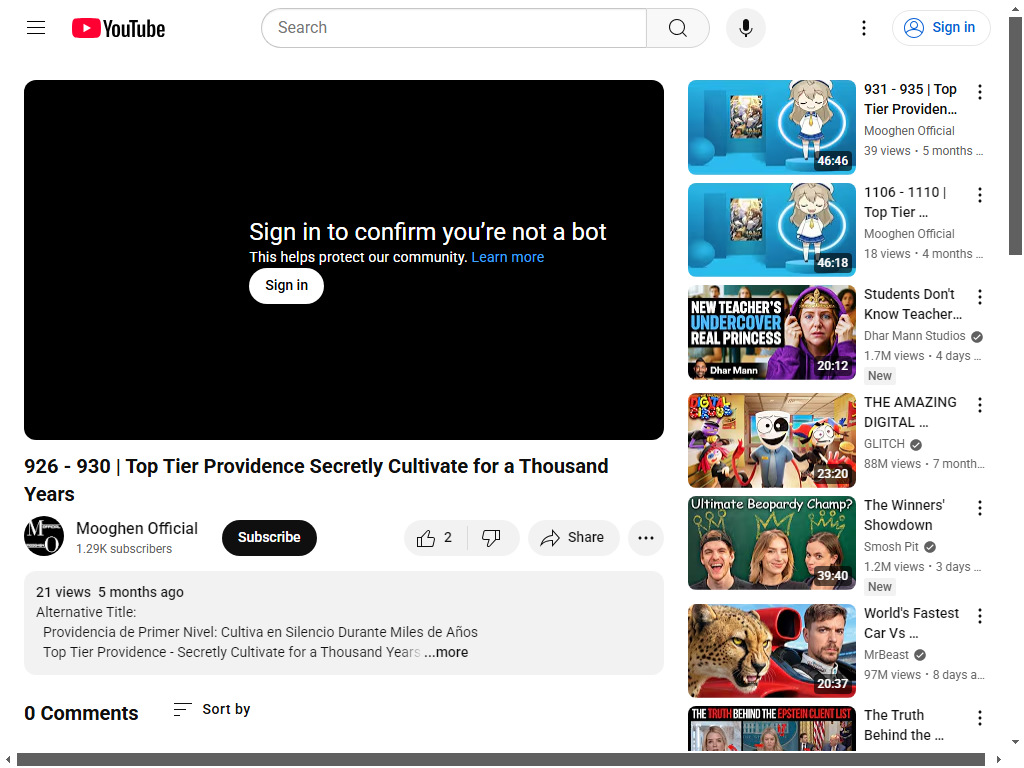 YouTube
Search
Sign in
Sign in to confirm you're not a bot
This helps protect our community. Learn more
Sign in
926 - 930 | Top Tier Providence Secretly Cultivate for a Thousand
Years
Mooghen Official
1.29K subscribers
Subscribe
2
Share
21 views 5 months ago
Alternative Title:
Providencia de Primer Nivel: Cultiva en Silencio Durante Miles de Años
Top Tier Providence - Secretly Cultivate for a Thousand Years ...more
0 Comments
Sort by
46:46
931 - 935 | Top
Tier Providen...
Mooghen Official
39 views • 5 months ...
46:18
1106 - 1110 |
Top Tier ...
Mooghen Official
18 views • 4 months ...
NEW TEACHER'S
UNDERCOVER
REAL PRINCESS
Dhar Mann
20:12
Students Don't
Know Teacher...
Dhar Mann Studios
1.7M views • 4 days ...
New
DIGITAL
CIRCUS
23:20
THE AMAZING
DIGITAL ...
GLITCH
88M views • 7 month...
Ultimate Beopardy Champ?
39:40
The Winners'
Showdown
Smosh Pit
1.2M views • 3 days ...
New
20:37
World's Fastest
Car Vs ...
MrBeast
97M views • 8 days a...
THE TRUTH BEHIND THE EPSTEIN CLIENT LIST
The Truth
Behind the ...